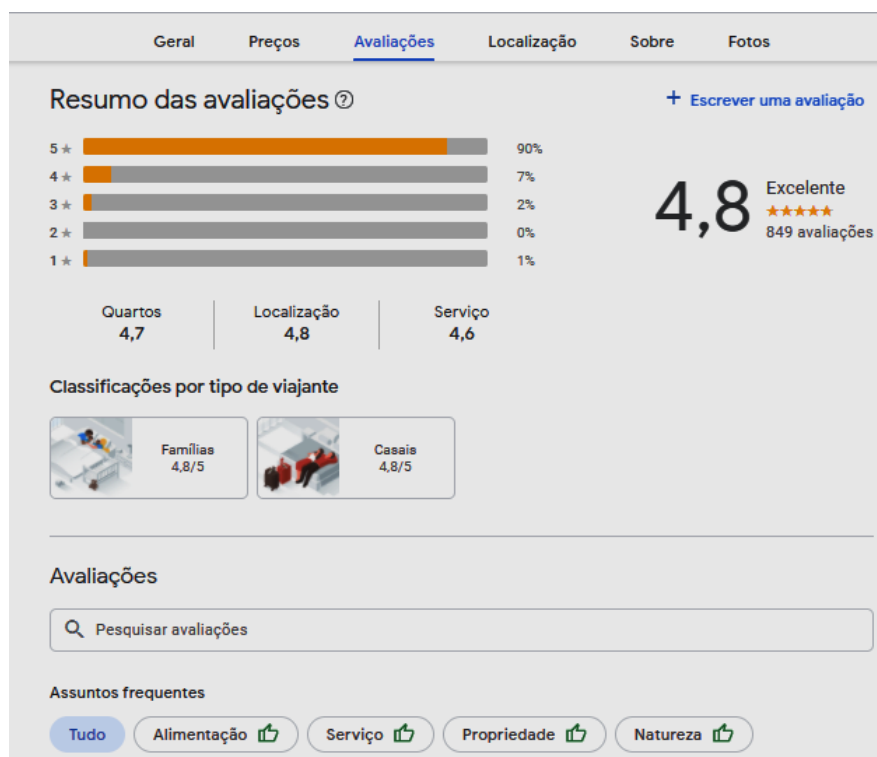 Geral Preços Avaliações Localização Sobre Fotos
Resumo das avaliações
+ Escrever uma avaliação
5 ★ 90%
4 ★ 7%
3 ★ 2%
2 ★ 0%
1 ★ 1%
4,8
Excelente
★★★★★
849 avaliações
Quartos Localização Serviço
4,7 4,8 4,6
Classificações por tipo de viajante
Famílias
4,8/5
Casais
4,8/5
Avaliações
Pesquisar avaliações
Assuntos frequentes
Tudo Alimentação Serviço Propriedade Natureza